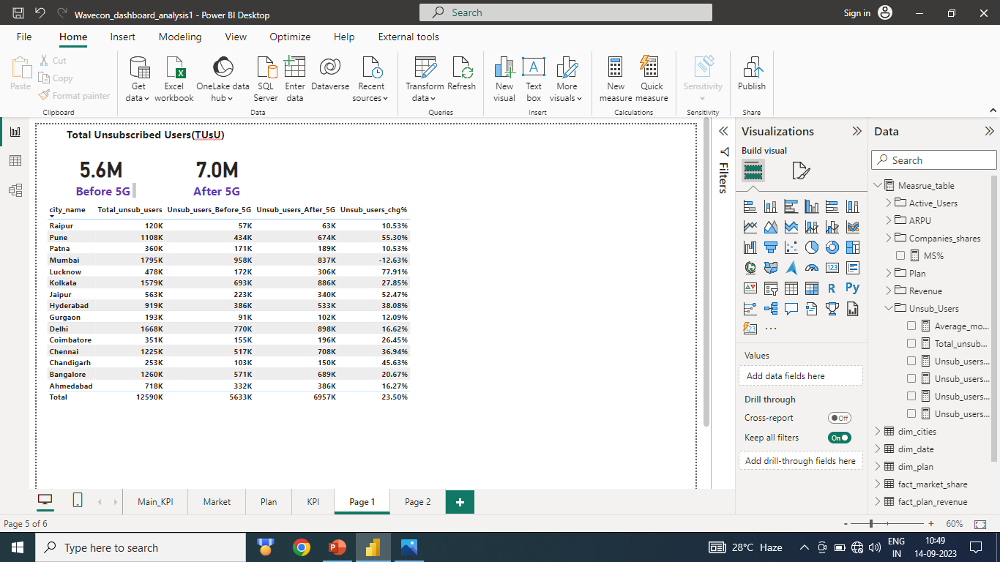 Wavecon_dashboard_analysis1 - Power BI Desktop
Search
Sign in
File Home Insert Modeling View Optimize Help External tools
Paste
Cut
Copy
Format painter
Clipboard
Get data
Excel workbook
OneLake data hub
SQL Server
Enter data
Dataverse
Recent sources
Data
Transform data
Refresh
Queries
New visual
Text box
More visuals
Insert
New measure
Quick measure
Calculations
Sensitivity
Sensitivity
Publish
Share
Total Unsubscribed Users(TUsU)
5.6M 7.0M
Before 5G After 5G
city_name Total_unsub_users Unsub_users_Before_5G Unsub_users_After_5G Unsub_users_chg%
Raipur 120K 57K 63K 10.53%
Pune 1108K 434K 674K 55.30%
Patna 360K 171K 189K 10.53%
Mumbai 1795K 958K 837K -12.63%
Lucknow 478K 172K 306K 77.91%
Kolkata 1579K 693K 886K 27.85%
Jaipur 563K 223K 340K 52.47%
Hyderabad 919K 386K 533K 38.08%
Gurgaon 193K 91K 102K 12.09%
Delhi 1668K 770K 898K 16.62%
Coimbatore 351K 155K 196K 26.45%
Chennai 1225K 517K 708K 36.94%
Chandigarh 253K 103K 150K 45.63%
Bangalore 1260K 571K 689K 20.67%
Ahmedabad 718K 332K 386K 16.27%
Total 12590K 5633K 6957K 23.50%
Filters
Visualizations
Build visual
123
R
Py
123
Values
Add data fields here
Drill through
Cross-report Off
Keep all filters On
Add drill-through fields here
Data
Search
Measrue_table
Active_Users
ARPU
Companies_shares
MS%
Plan
Revenue
Unsub_Users
Average_mo...
Total_unsub...
Unsub_users...
Unsub_users...
Unsub_users...
Unsub_users...
dim_cities
dim_date
dim_plan
fact_market_share
fact_plan_revenue
Main_KPI Market Plan KPI Page 1 Page 2
Page 5 of 6
- + 60%
Type here to search
28°C Haze
ENG
IN
10:49
14-09-2023